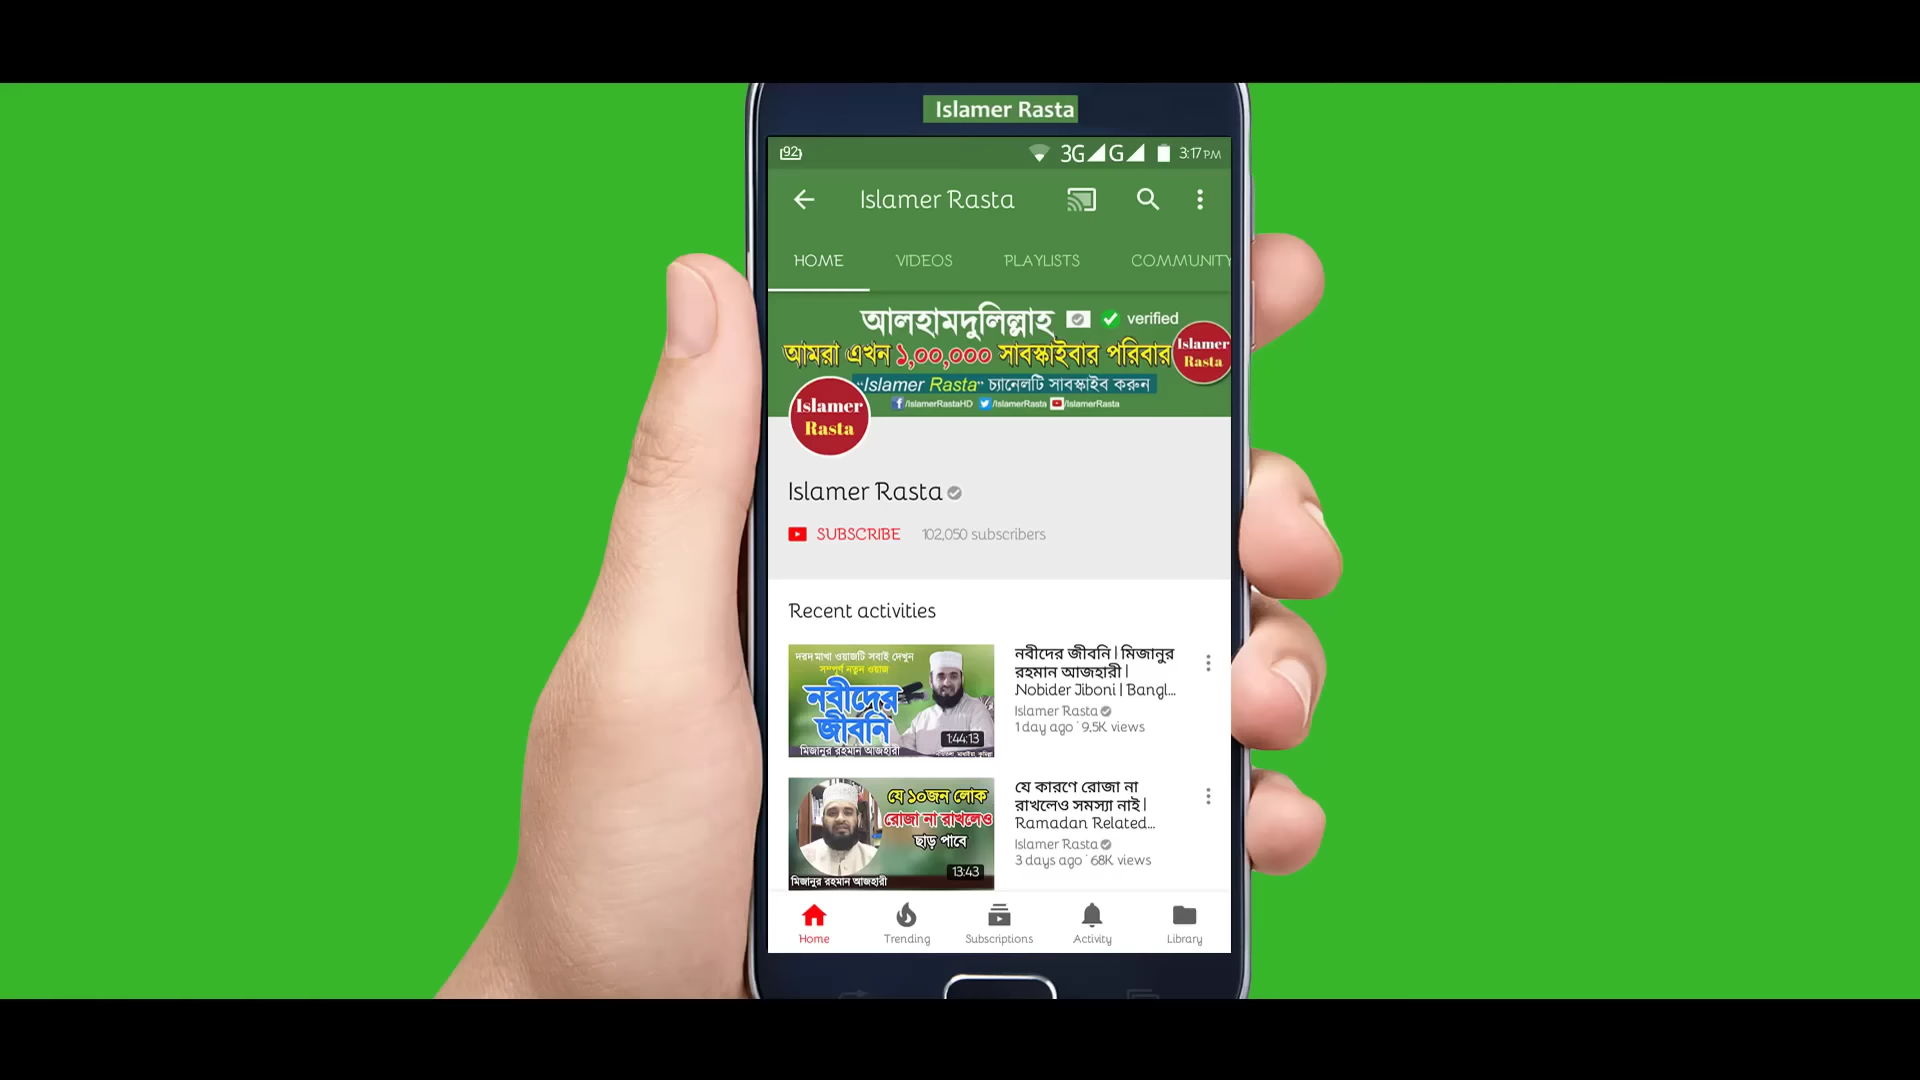 Islamer Rasta
92
3G G 3:17 PM
Islamer Rasta
HOME VIDEOS PLAYLISTS COMMUNITY
আলহামদুলিল্লাহ verified
আমরা এখন ১,০০,০০০ সাবস্কাইবার পরিবার
Islamer Rasta
“Islamer Rasta” চ্যানেলটি সাবস্কাইব করুন
/IslamerRastaHD /IslamerRasta /IslamerRasta
Islamer
Rasta
Islamer Rasta
SUBSCRIBE 102,050 subscribers
Recent activities
দরদ মাখা ওয়াজটি সবাই দেখুন
সম্পূর্ণ নতুন ওয়াজ
নবীদের
জীবনি
1:44:13
মিজানুর রহমান আজহারী
নবীদের জীবনি | মিজানুর
রহমান আজহারী |
Nobider Jiboni | Bangl...
Islamer Rasta
1 day ago · 9.5K views
যে ১০জন লোক
রোজা না রাখলেও
ছাড় পাবে
13:43
মিজানুর রহমান আজহারী
যে কারণে রোজা না
রাখলেও সমস্যা নাই |
Ramadan Related...
Islamer Rasta
3 days ago · 68K views
Home Trending Subscriptions Activity Library